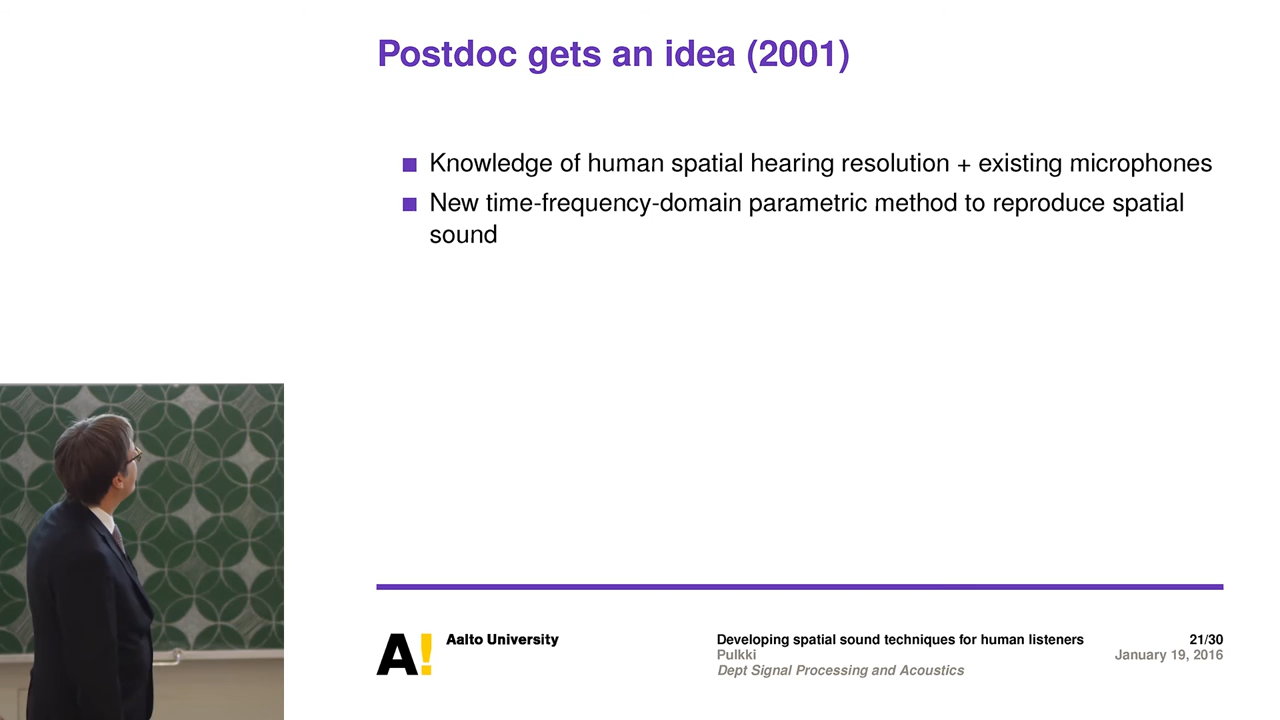 Postdoc gets an idea (2001)
Knowledge of human spatial hearing resolution + existing microphones
New time-frequency-domain parametric method to reproduce spatial
sound
A!
Aalto University
Developing spatial sound techniques for human listeners
21/30
Pulkki
January 19, 2016
Dept Signal Processing and Acoustics